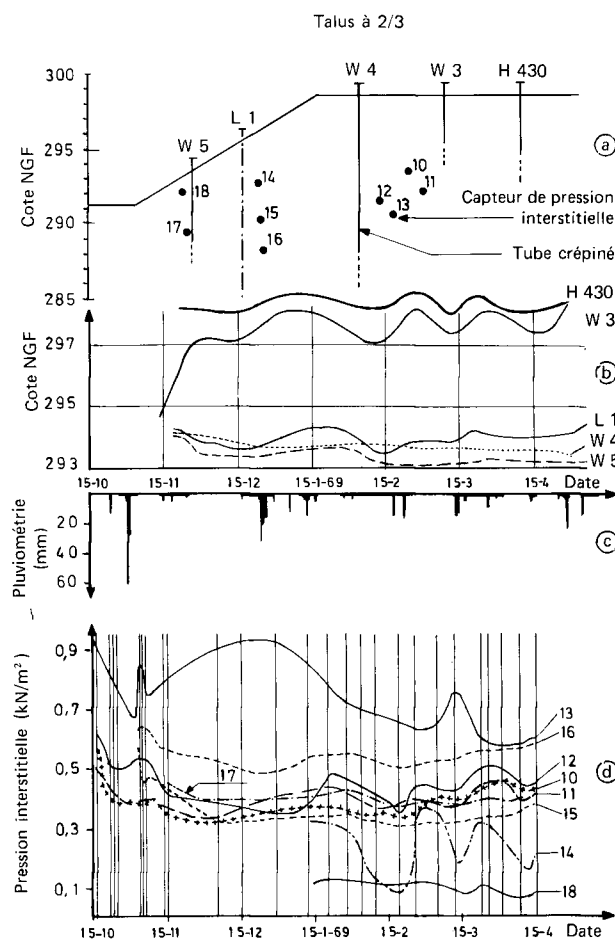 Talus à 2/3
300
295
290
285
Cote NGF
W 5
L 1
W 4
W 3
H 430
a
18
17
14
15
16
12
13
10
11
Capteur de pression
interstitielle
Tube crépiné
H 430
W 3
297
295
293
Cote NGF
b
L 1
W 4
W 5
15-10
15-11
15-12
15-1-69
15-2
15-3
15-4
Date
20
40
60
Pluviométrie
(mm)
c
0,9
0,7
0,5
0,3
0,1
Pression interstitielle (kN/m²)
17
13
16
12
10
11
15
14
18
d
15-10
15-11
15-12
15-1-69
15-2
15-3
15-4